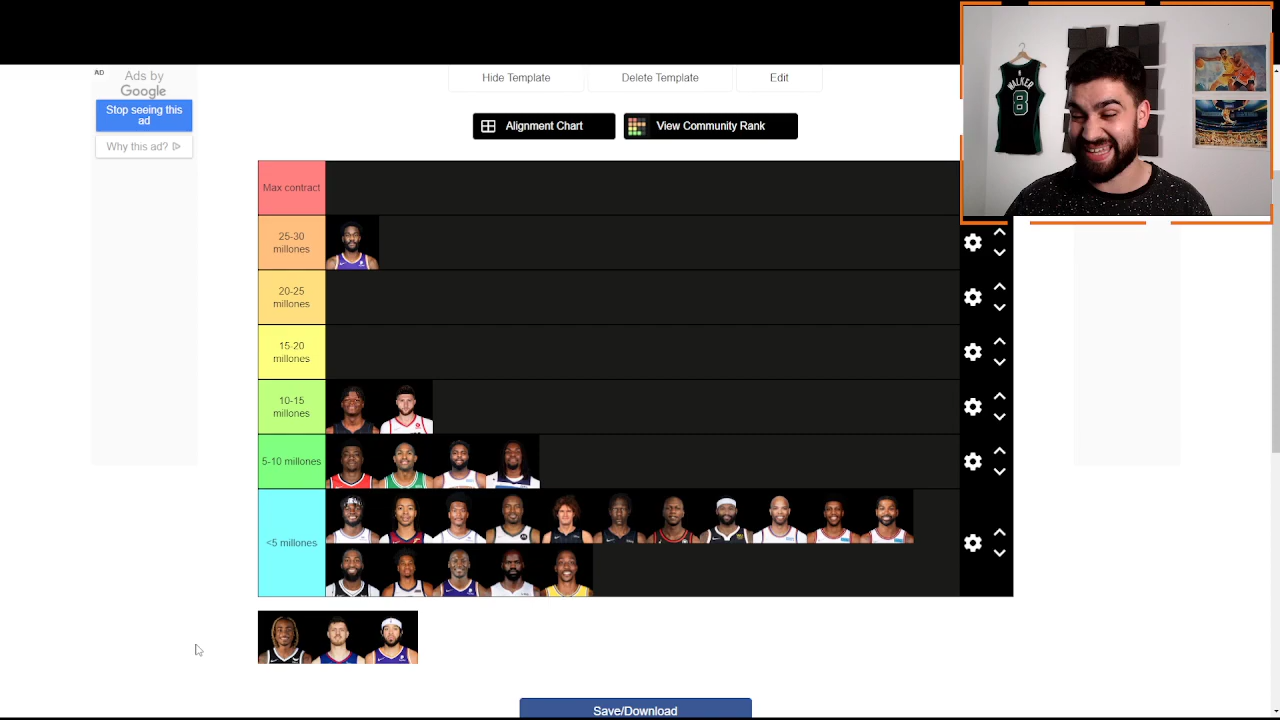 AD
Ads by
Google
Stop seeing this
ad
Why this ad?
Hide Template
Delete Template
Edit
Alignment Chart
View Community Rank
WALKER
8
Max contract
25-30
millones
20-25
millones
15-20
millones
10-15
millones
5-10 millones
<5 millones
Save/Download